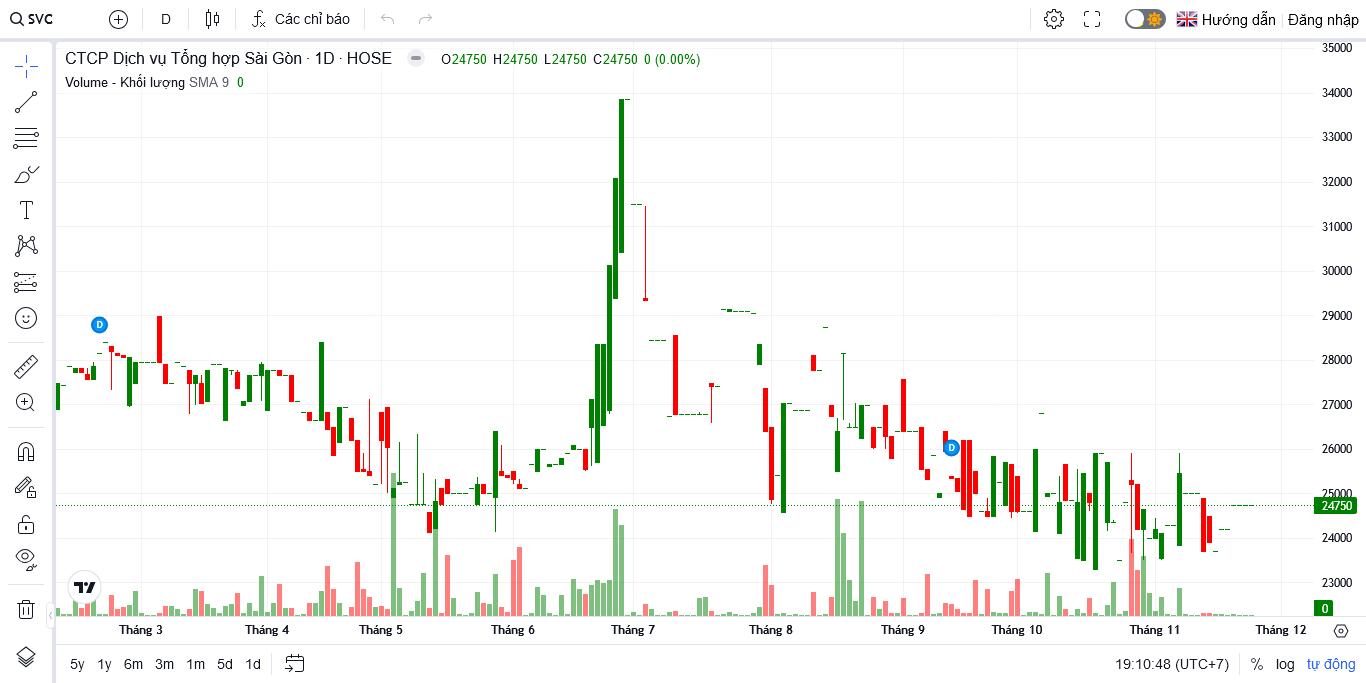 SVC D Các chỉ báo Hướng dẫn Đăng nhập
CTCP Dịch vụ Tổng hợp Sài Gòn · 1D · HOSE O24750 H24750 L24750 C24750 0 (0.00%)
Volume - Khối lượng SMA 9 0
35000
34000
33000
32000
31000
30000
29000
28000
27000
26000
25000
24750
24000
23000
0
D
D
Tháng 3 Tháng 4 Tháng 5 Tháng 6 Tháng 7 Tháng 8 Tháng 9 Tháng 10 Tháng 11 Tháng 12
5y 1y 6m 3m 1m 5d 1d 19:10:48 (UTC+7) % log tự động